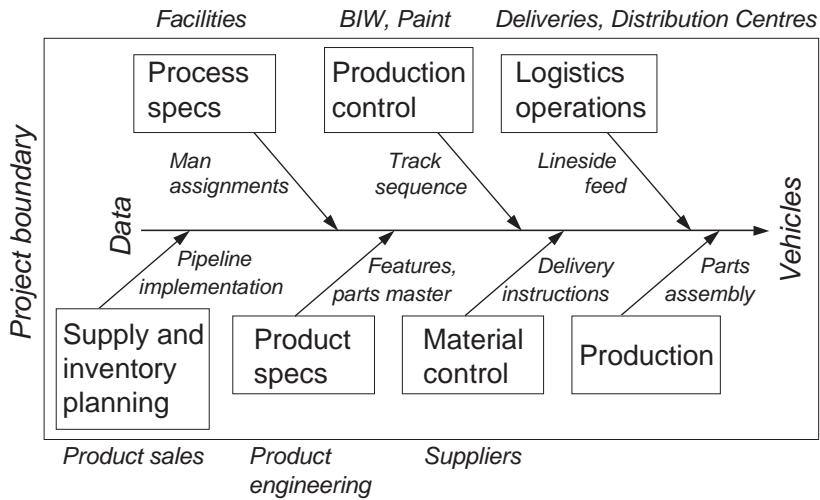 Facilities
BIW, Paint
Deliveries, Distribution Centres
Process
specs
Production
control
Logistics
operations
Man
assignments
Track
sequence
Lineside
feed
Project boundary
Data
Vehicles
Pipeline
implementation
Features,
parts master
Delivery
instructions
Parts
assembly
Supply and
inventory
planning
Product
specs
Material
control
Production
Product sales
Product
engineering
Suppliers